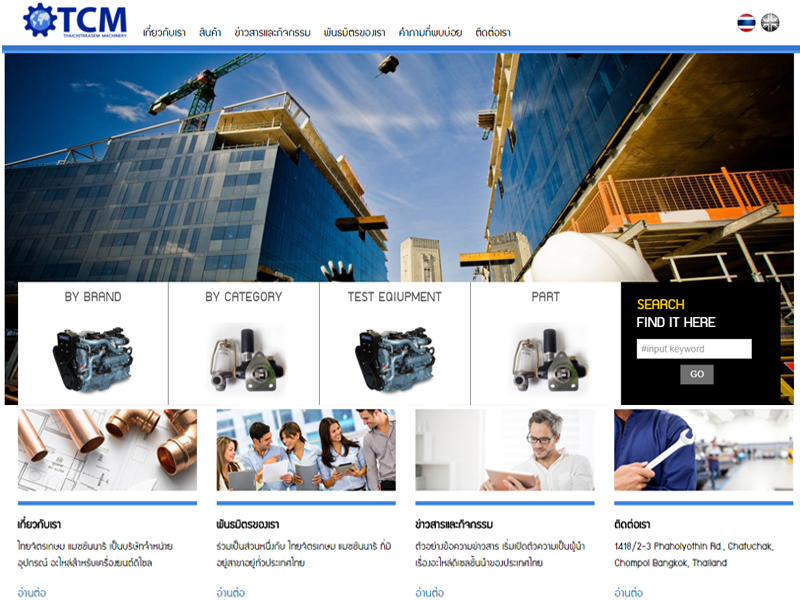 TCM
THAICHITRKASEM MACHINERY
เกี่ยวกับเรา สินค้า ข่าวสารและกิจกรรม พันธมิตรของเรา คำถามที่พบบ่อย ติดต่อเรา
BY BRAND BY CATEGORY TEST EQIUPMENT PART
SEARCH
FIND IT HERE
#input keyword
GO
เกี่ยวกับเรา
ไทยจิตรเกษม แมชชินนารี เป็นบริษัทจำหน่าย
อุปกรณ์ อะไหล่สำหรับเครื่องยนต์ดีเซล
อ่านต่อ
พันธมิตรของเรา
ร่วมเป็นส่วนหนึ่งกับ ไทยจิตรเกษม แมชชินนารี ที่มี
อยู่สาขาอยู่ทั่วประเทศไทย
อ่านต่อ
ข่าวสารและกิจกรรม
ตัวอย่างข้อความข่าวสาร เริ่มเปิดตัวความเป็นผู้นำ
เรื่องอะไหล่ดีเซลชั้นนำของประเทศไทย
อ่านต่อ
ติดต่อเรา
1418/2-3 Phaholyothin Rd., Chatuchak,
Chompol Bangkok, Thailand
อ่านต่อ